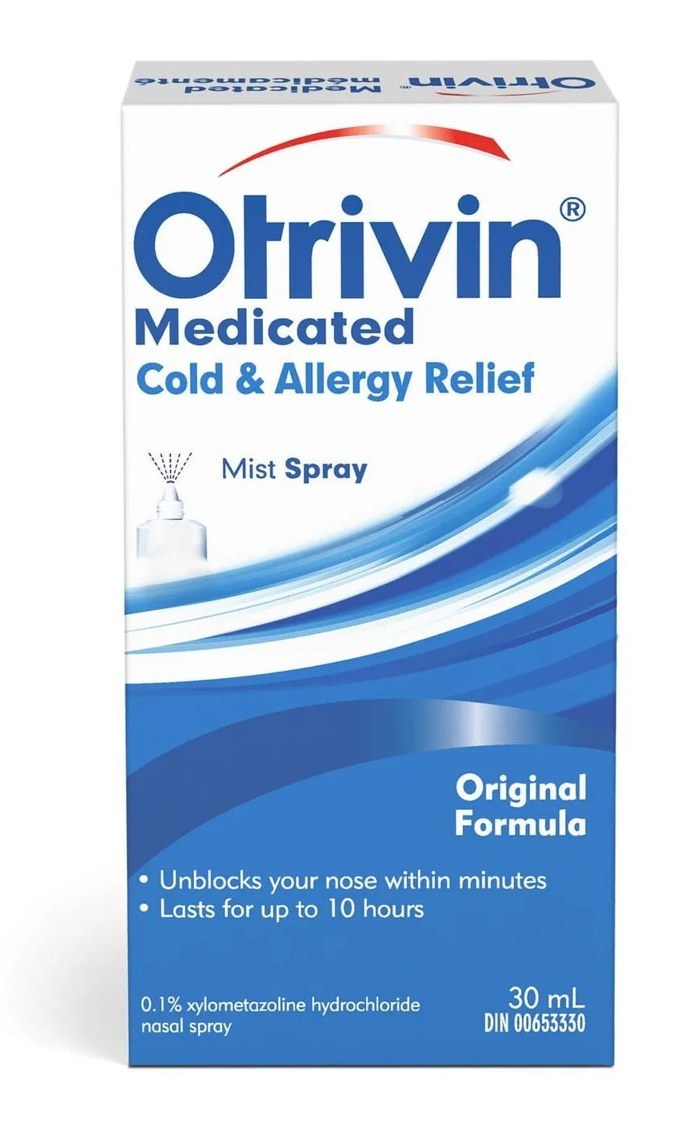 Medicated
médicamenté
Otrivin
Otrivin®
Medicated
Cold & Allergy Relief
Mist Spray
Original
Formula
• Unblocks your nose within minutes
• Lasts for up to 10 hours
0.1% xylometazoline hydrochloride
nasal spray
30 mL
DIN 00653330